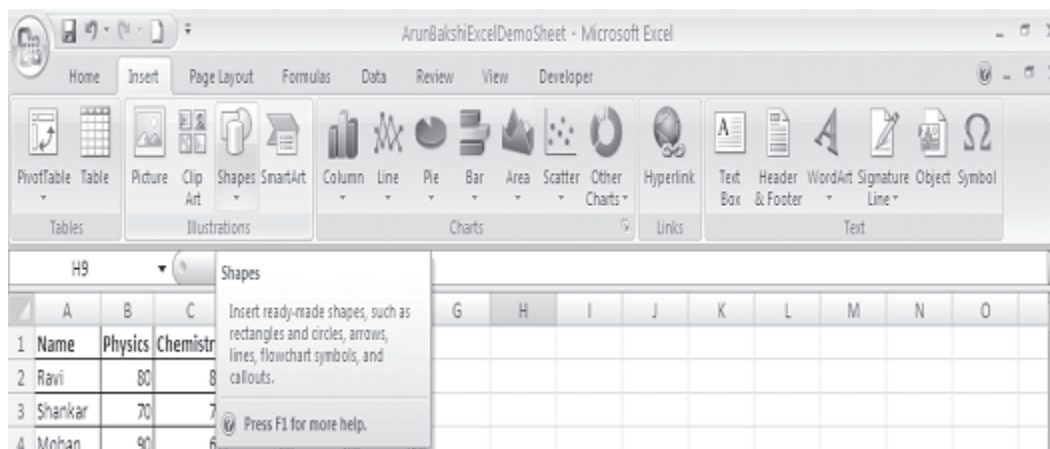 ArunBakshiExcelDemoSheet - Microsoft Excel
Home Insert Page Layout Formulas Data Review View Developer
PivotTable Table Picture Clip Art Shapes SmartArt Column Line Pie Bar Area Scatter Other Charts Hyperlink Text Box Header & Footer WordArt Signature Line Object Symbol
Tables Illustrations Charts Links Text
H9
Shapes
Insert ready-made shapes, such as
rectangles and circles, arrows,
lines, flowchart symbols, and
callouts.
Press F1 for more help.
A B C G H I J K L M N O
1 Name Physics Chemistr
2 Ravi 80 8
3 Shankar 70 7
4 Mohan 90 6